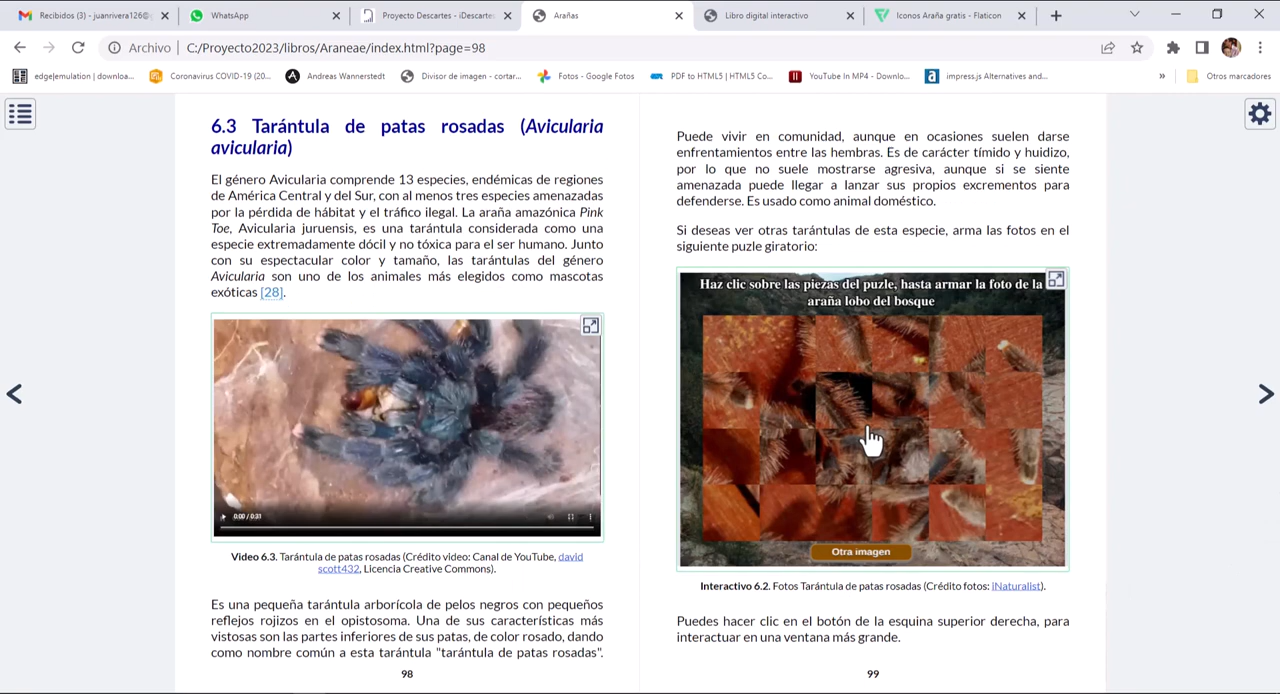 Recibidos (3) - juanrivera126@
WhatsApp
Proyecto Descartes - iDescartes
Arañas
Libro digital interactivo
Iconos Araña gratis - Flaticon
Archivo
C:/Proyecto2023/libros/Araneae/index.html?page=98
edge|emulation | downloa...
Coronavirus COVID-19 (20...
Andreas Wannerstedt
Divisor de imagen - cortar...
Fotos - Google Fotos
PDF to HTML5 | HTML5 Co...
YouTube In MP4 - Downlo...
impress.js Alternatives and...
»
Otros marcadores
6.3 Tarántula de patas rosadas (Avicularia
avicularia)
El género Avicularia comprende 13 especies, endémicas de regiones
de América Central y del Sur, con al menos tres especies amenazadas
por la pérdida de hábitat y el tráfico ilegal. La araña amazónica Pink
Toe, Avicularia juruensis, es una tarántula considerada como una
especie extremadamente dócil y no tóxica para el ser humano. Junto
con su espectacular color y tamaño, las tarántulas del género
Avicularia son uno de los animales más elegidos como mascotas
exóticas [28].
0:00 / 0:31
Video 6.3. Tarántula de patas rosadas (Crédito video: Canal de YouTube, david
scott432, Licencia Creative Commons).
Es una pequeña tarántula arborícola de pelos negros con pequeños
reflejos rojizos en el opistosoma. Una de sus características más
vistosas son las partes inferiores de sus patas, de color rosado, dando
como nombre común a esta tarántula "tarántula de patas rosadas".
98
Puede vivir en comunidad, aunque en ocasiones suelen darse
enfrentamientos entre las hembras. Es de carácter tímido y huidizo,
por lo que no suele mostrarse agresiva, aunque si se siente
amenazada puede llegar a lanzar sus propios excrementos para
defenderse. Es usado como animal doméstico.
Si deseas ver otras tarántulas de esta especie, arma las fotos en el
siguiente puzle giratorio:
Haz clic sobre las piezas del puzle, hasta armar la foto de la
araña lobo del bosque
Otra imagen
Interactivo 6.2. Fotos Tarántula de patas rosadas (Crédito fotos: INaturalist).
Puedes hacer clic en el botón de la esquina superior derecha, para
interactuar en una ventana más grande.
99